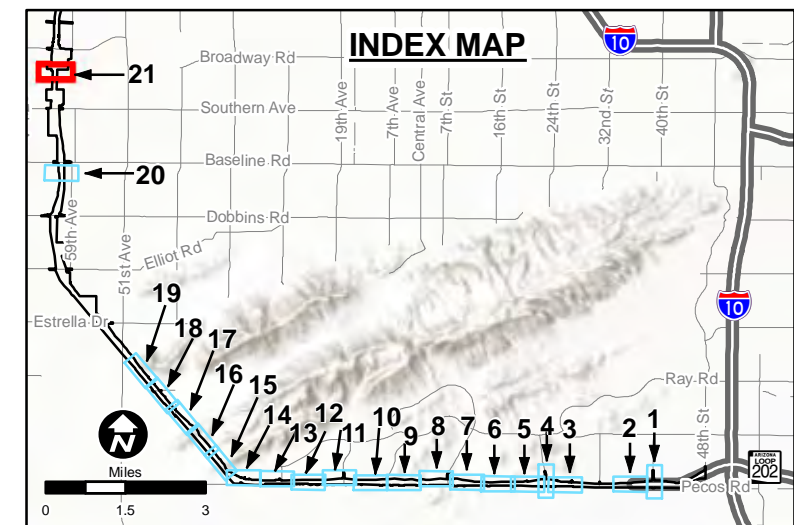 INDEX MAP
10
Broadway Rd
21
Southern Ave
19th Ave
7th Ave
Central Ave
7th St
16th St
24th St
32nd St
40th St
Baseline Rd
20
Dobbins Rd
59th Ave
51st Ave
Elliot Rd
19
18
17
16
15
14
13
12
11
10
9
8
7
6
5
4
3
2
1
Estrella Dr
10
Ray Rd
48th St
ARIZONA
LOOP
202
Pecos Rd
N
Miles
0 1.5 3